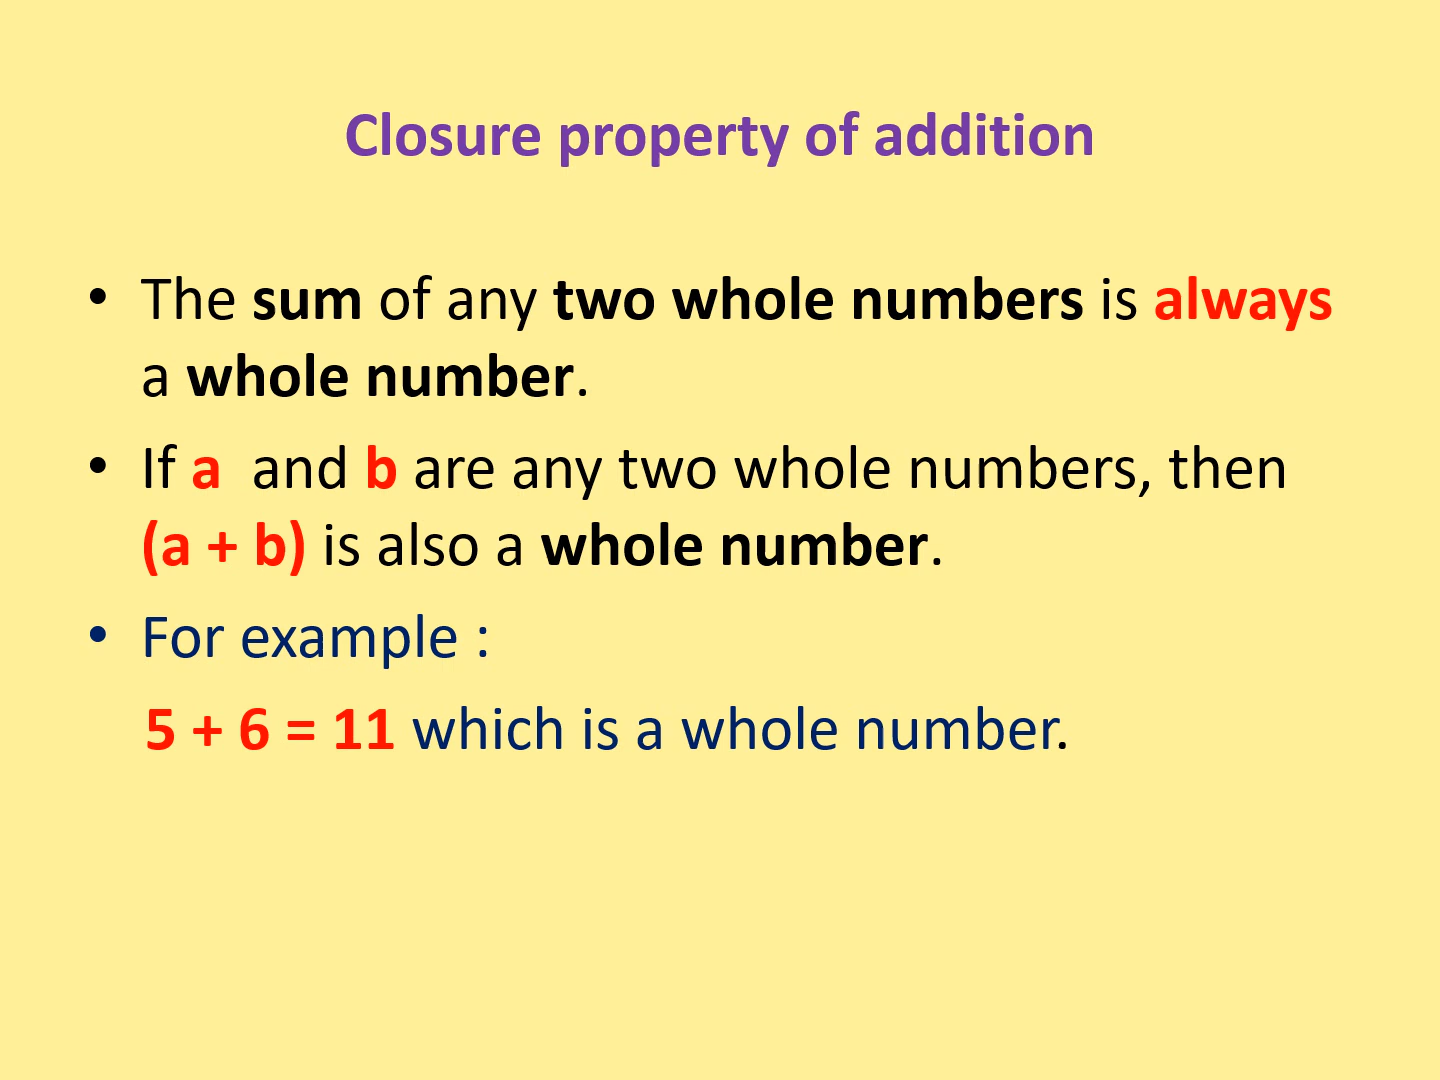 Closure property of addition
• The sum of any two whole numbers is always
a whole number.
• If a and b are any two whole numbers, then
(a + b) is also a whole number.
• For example :
5 + 6 = 11 which is a whole number.